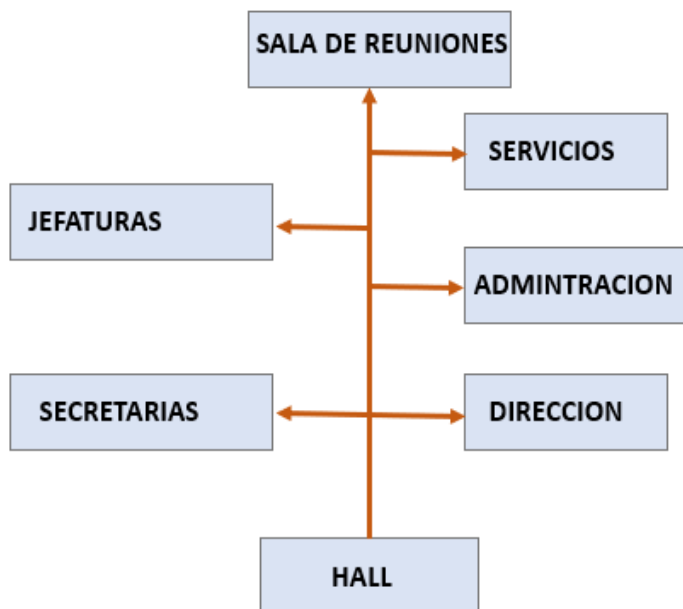 SALA DE REUNIONES
SERVICIOS
JEFATURAS
ADMINTRACION
SECRETARIAS
DIRECCION
HALL